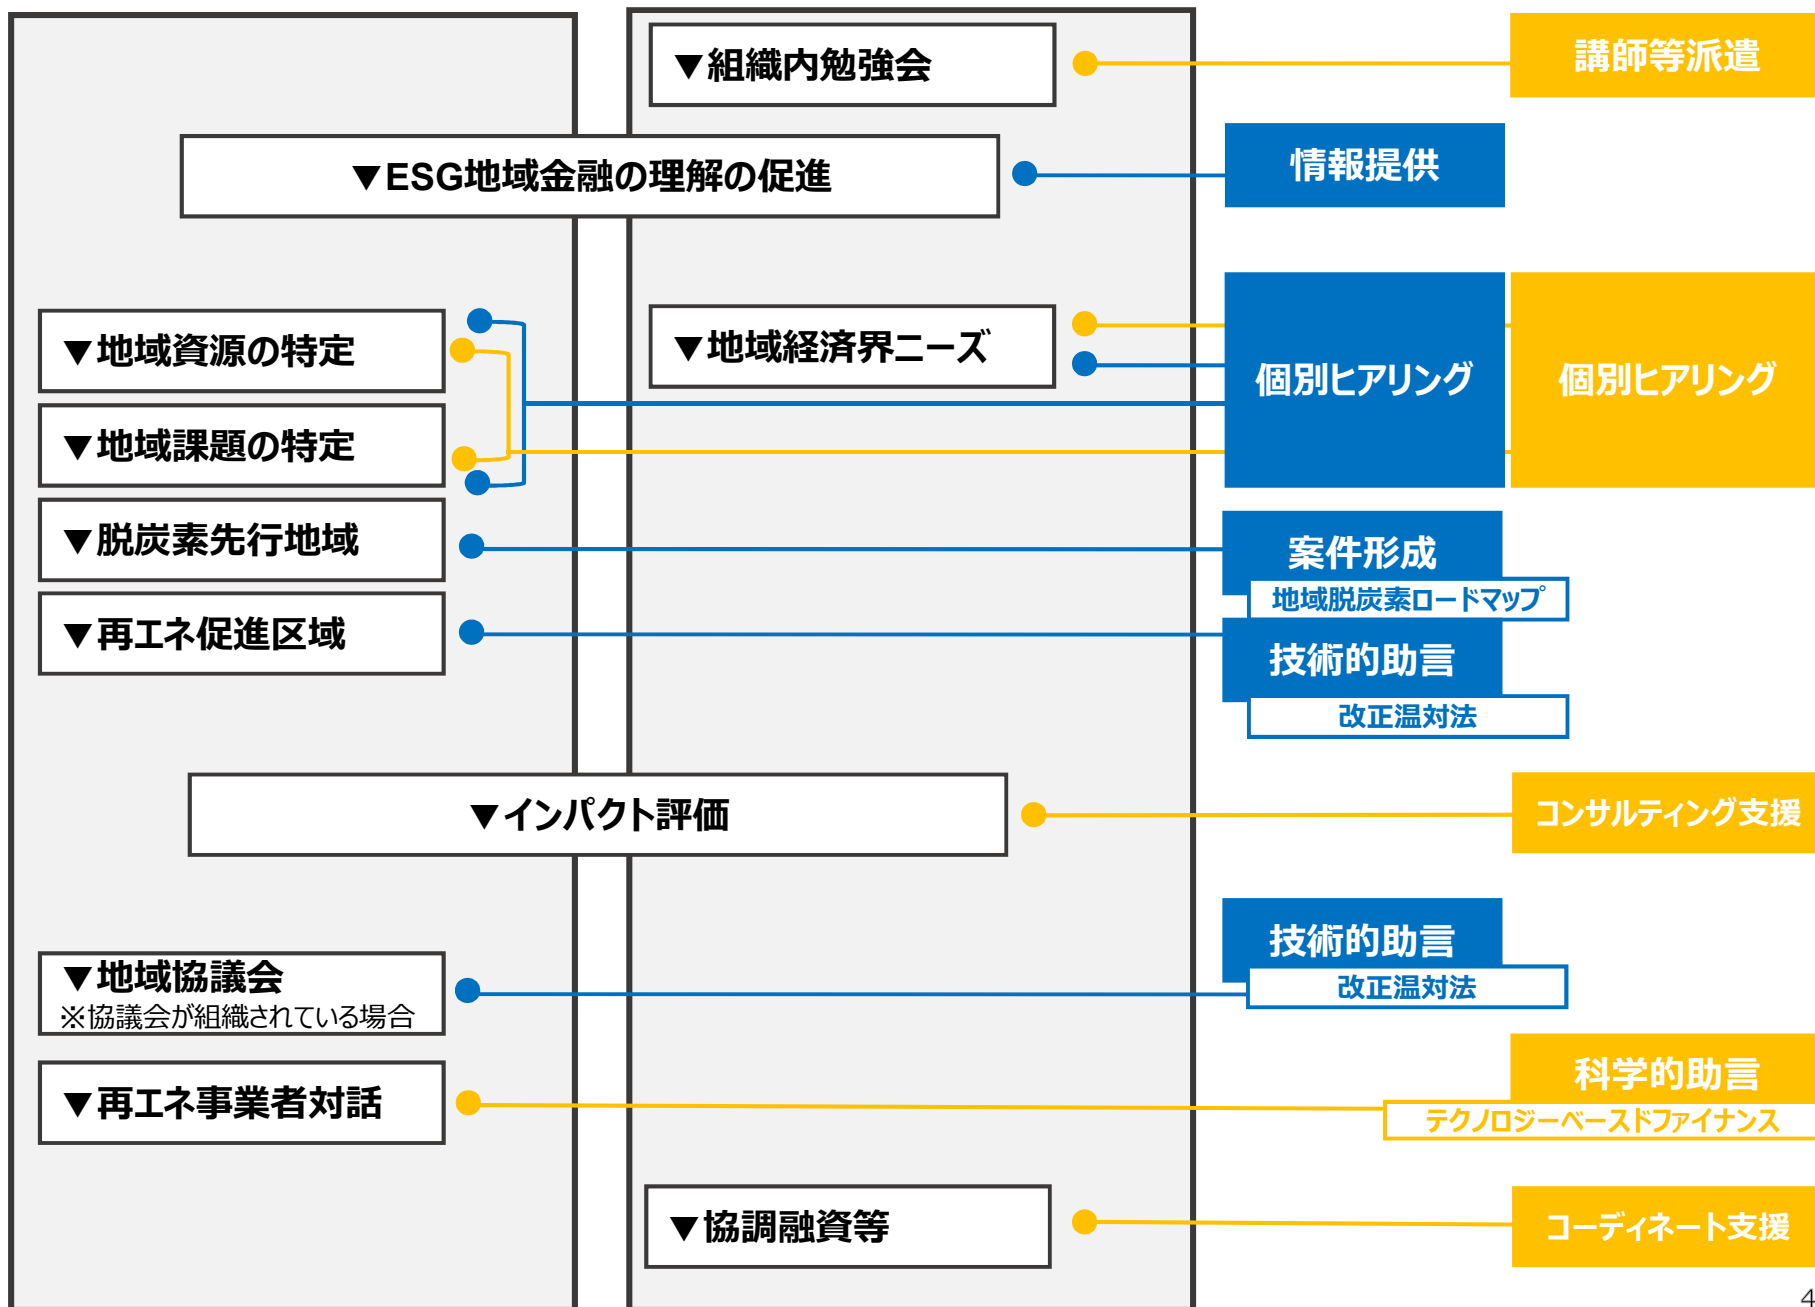 ▼組織内勉強会
講師等派遣
▼ESG地域金融の理解の促進
情報提供
▼地域資源の特定
▼地域経済界ニーズ
個別ヒアリング
個別ヒアリング
▼地域課題の特定
▼脱炭素先行地域
案件形成
地域脱炭素ロードマップ
▼再エネ促進区域
技術的助言
改正温対法
▼インパクト評価
コンサルティング支援
▼地域協議会
※協議会が組織されている場合
技術的助言
改正温対法
▼再エネ事業者対話
科学的助言
テクノロジーベースドファイナンス
▼協調融資等
コーディネート支援
4